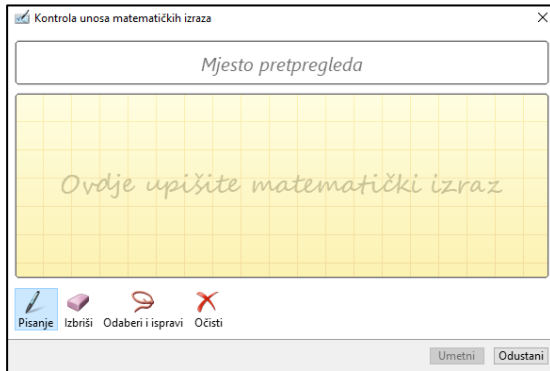 Kontrola unosa matematičkih izraza
Mjesto pretpregleda
Ovdje upišite matematički izraz
Pisanje Izbriši Odaberi i ispravi Očisti
Umetni Odustani